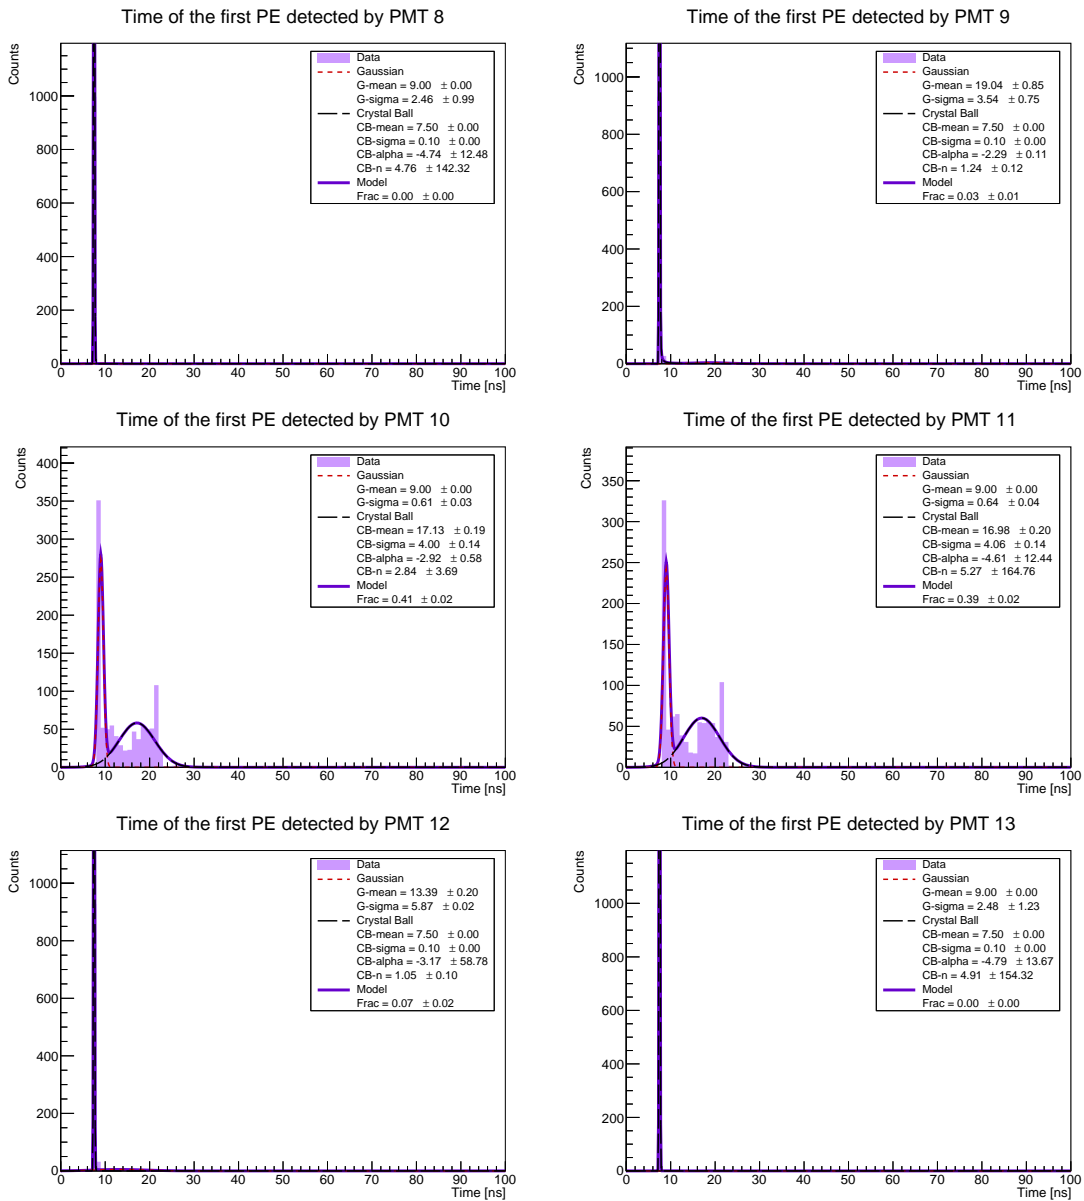 Time of the first PE detected by PMT 8
Counts
1000
800
600
400
200
0
0 10 20 30 40 50 60 70 80 90 100
Time [ns]
Data
Gaussian
G-mean = 9.00 ± 0.00
G-sigma = 2.46 ± 0.99
Crystal Ball
CB-mean = 7.50 ± 0.00
CB-sigma = 0.10 ± 0.00
CB-alpha = -4.74 ± 12.48
CB-n = 4.76 ± 142.32
Model
Frac = 0.00 ± 0.00
Time of the first PE detected by PMT 9
Counts
1000
800
600
400
200
0
0 10 20 30 40 50 60 70 80 90 100
Time [ns]
Data
Gaussian
G-mean = 19.04 ± 0.85
G-sigma = 3.54 ± 0.75
Crystal Ball
CB-mean = 7.50 ± 0.00
CB-sigma = 0.10 ± 0.00
CB-alpha = -2.29 ± 0.11
CB-n = 1.24 ± 0.12
Model
Frac = 0.03 ± 0.01
Time of the first PE detected by PMT 10
Counts
400
350
300
250
200
150
100
50
0
0 10 20 30 40 50 60 70 80 90 100
Time [ns]
Data
Gaussian
G-mean = 9.00 ± 0.00
G-sigma = 0.61 ± 0.03
Crystal Ball
CB-mean = 17.13 ± 0.19
CB-sigma = 4.00 ± 0.14
CB-alpha = -2.92 ± 0.58
CB-n = 2.84 ± 3.69
Model
Frac = 0.41 ± 0.02
Time of the first PE detected by PMT 11
Counts
350
300
250
200
150
100
50
0
0 10 20 30 40 50 60 70 80 90 100
Time [ns]
Data
Gaussian
G-mean = 9.00 ± 0.00
G-sigma = 0.64 ± 0.04
Crystal Ball
CB-mean = 16.98 ± 0.20
CB-sigma = 4.06 ± 0.14
CB-alpha = -4.61 ± 12.44
CB-n = 5.27 ± 164.76
Model
Frac = 0.39 ± 0.02
Time of the first PE detected by PMT 12
Counts
1000
800
600
400
200
0
0 10 20 30 40 50 60 70 80 90 100
Time [ns]
Data
Gaussian
G-mean = 13.39 ± 0.20
G-sigma = 5.87 ± 0.02
Crystal Ball
CB-mean = 7.50 ± 0.00
CB-sigma = 0.10 ± 0.00
CB-alpha = -3.17 ± 58.78
CB-n = 1.05 ± 0.10
Model
Frac = 0.07 ± 0.02
Time of the first PE detected by PMT 13
Counts
1000
800
600
400
200
0
0 10 20 30 40 50 60 70 80 90 100
Time [ns]
Data
Gaussian
G-mean = 9.00 ± 0.00
G-sigma = 2.48 ± 1.23
Crystal Ball
CB-mean = 7.50 ± 0.00
CB-sigma = 0.10 ± 0.00
CB-alpha = -4.79 ± 13.67
CB-n = 4.91 ± 154.32
Model
Frac = 0.00 ± 0.00